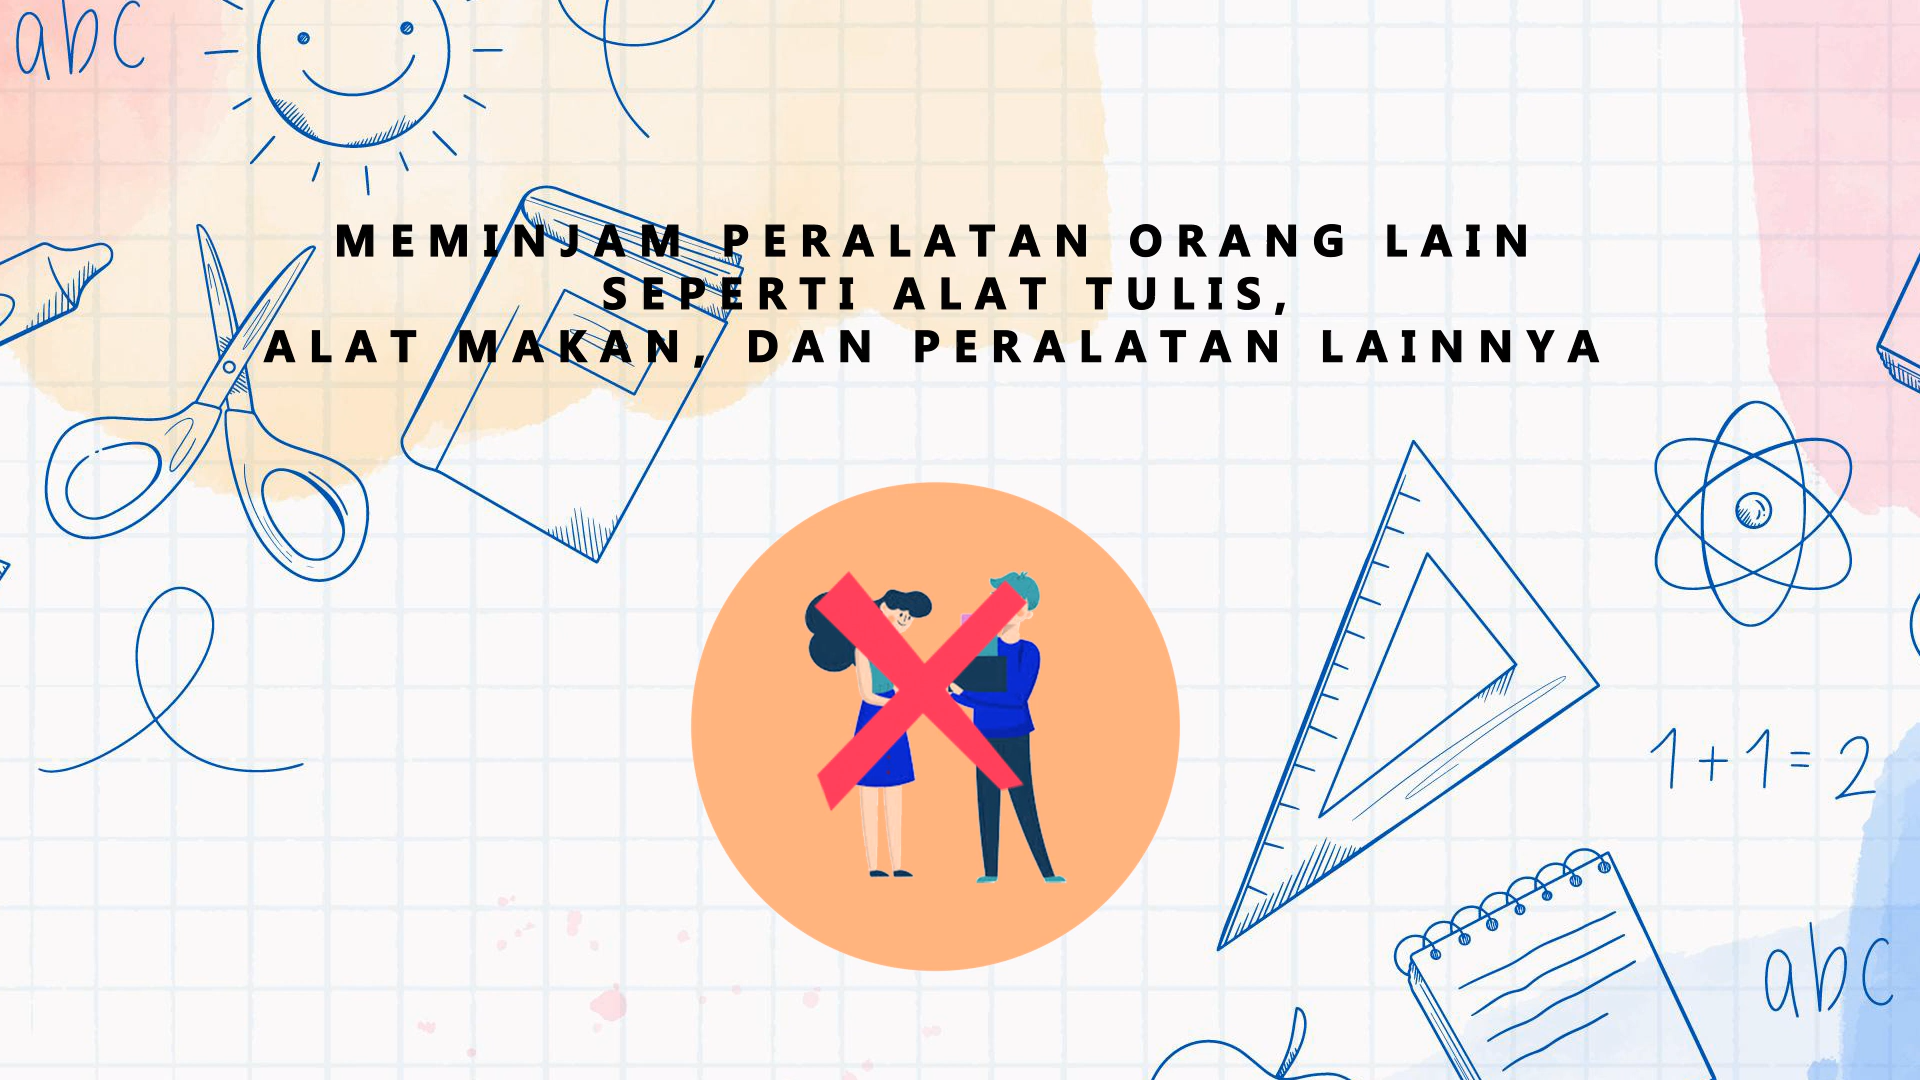 abc
MEMINJAM PERALATAN ORANG LAIN
SEPERTI ALAT TULIS,
ALAT MAKAN, DAN PERALATAN LAINNYA
1+1=2
abc